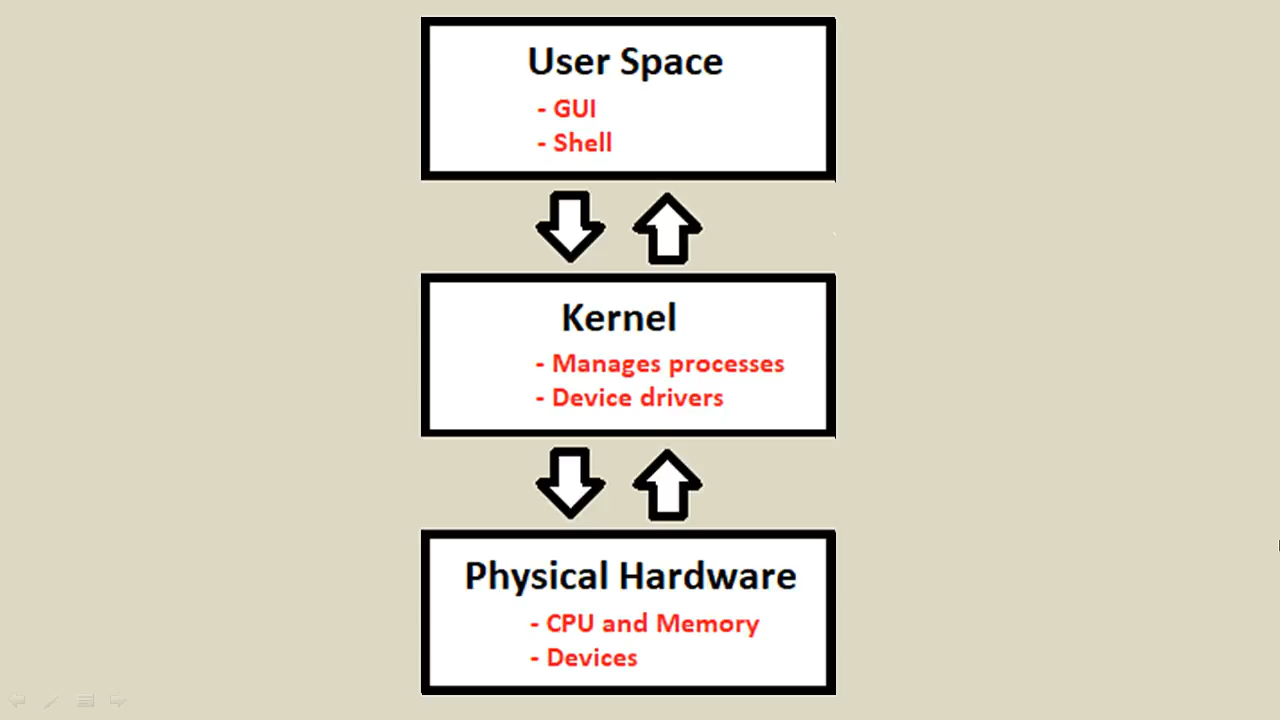 User Space
- GUI
- Shell
Kernel
- Manages processes
- Device drivers
Physical Hardware
- CPU and Memory
- Devices